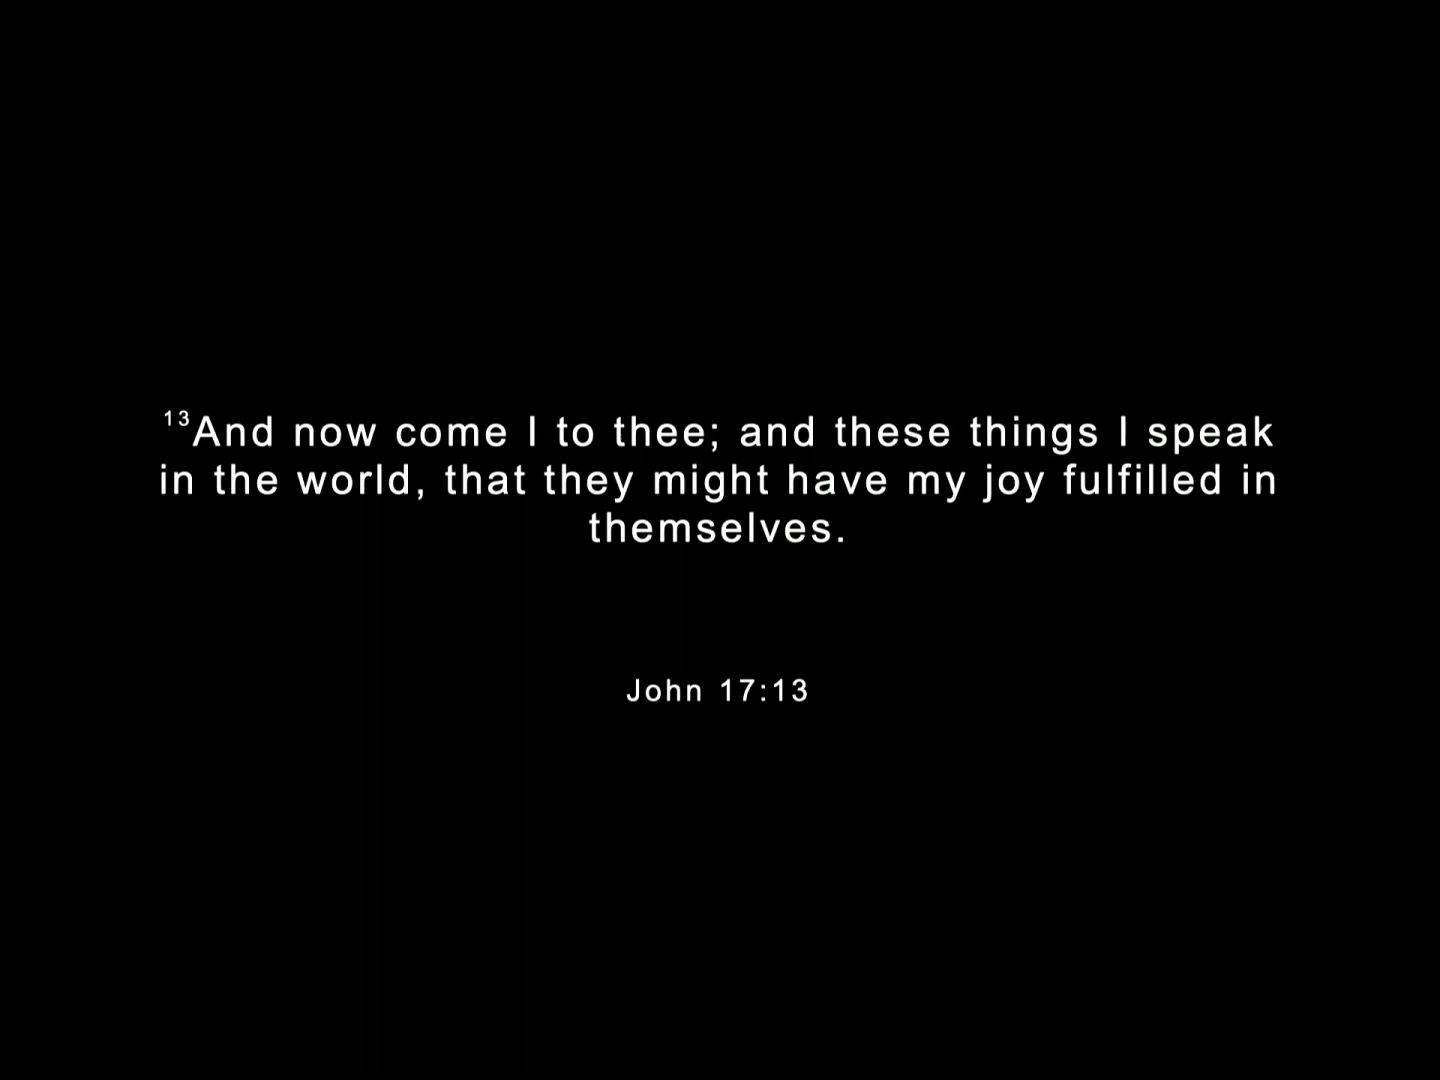 ¹³And now come I to thee; and these things I speak
in the world, that they might have my joy fulfilled in
themselves.
John 17:13